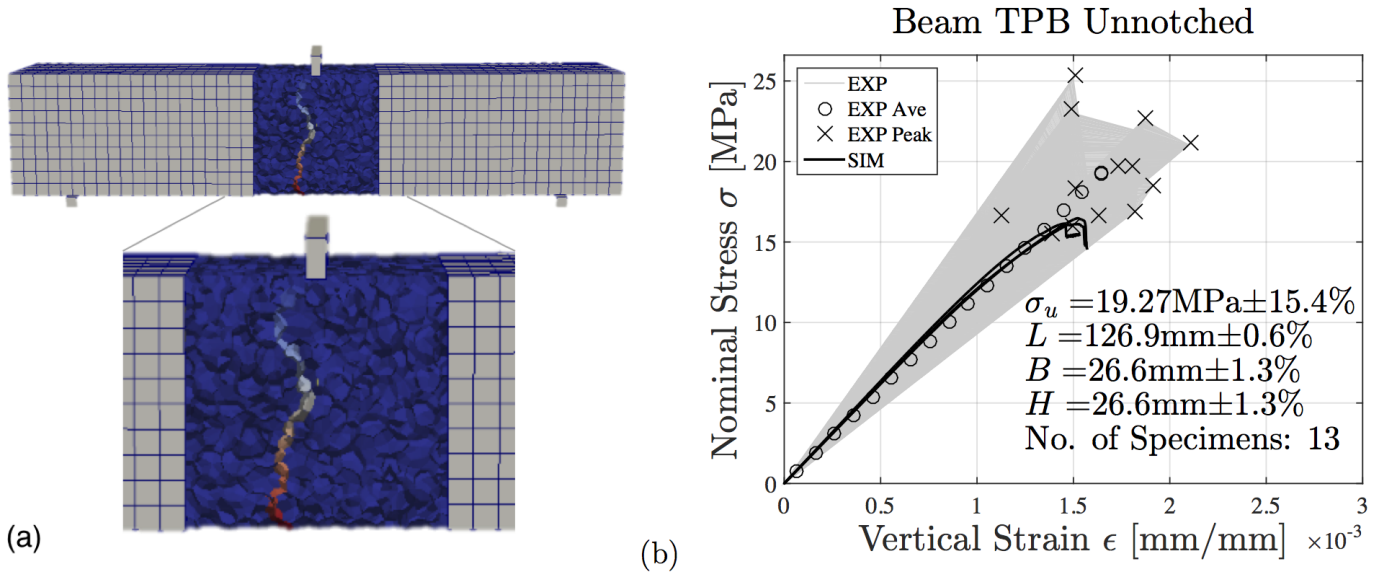 (a)
Beam TPB Unnotched
Nominal Stress σ [MPa]
25
20
15
10
5
0
EXP
EXP Ave
EXP Peak
SIM
σu =19.27MPa±15.4%
L =126.9mm±0.6%
B =26.6mm±1.3%
H =26.6mm±1.3%
No. of Specimens: 13
0 0.5 1 1.5 2 2.5 3
Vertical Strain ϵ [mm/mm] ×10-3
(b)